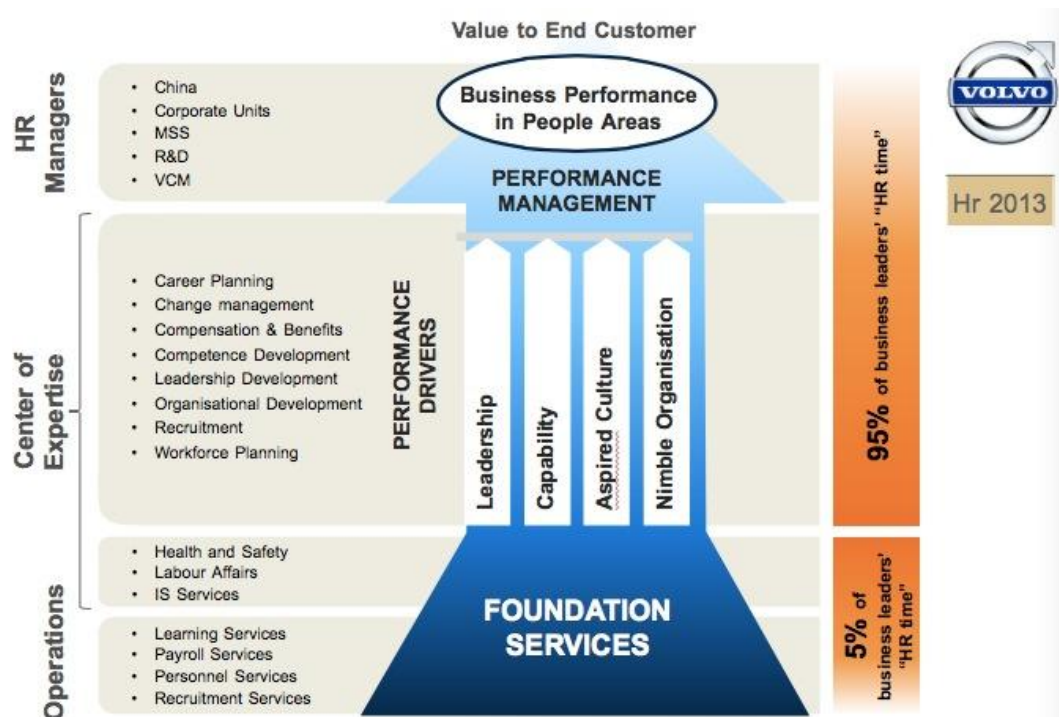 Value to End Customer
HR
Managers
• China
• Corporate Units
• MSS
• R&D
• VCM
Business Performance
in People Areas
PERFORMANCE
MANAGEMENT
VOLVO
Hr 2013
Center of
Expertise
• Career Planning
• Change management
• Compensation & Benefits
• Competence Development
• Leadership Development
• Organisational Development
• Recruitment
• Workforce Planning
PERFORMANCE
DRIVERS
Leadership
Capability
Aspired Culture
Nimble Organisation
95% of business leaders' "HR time"
Operations
• Health and Safety
• Labour Affairs
• IS Services
• Learning Services
• Payroll Services
• Personnel Services
• Recruitment Services
FOUNDATION
SERVICES
5% of
business leaders'
"HR time"